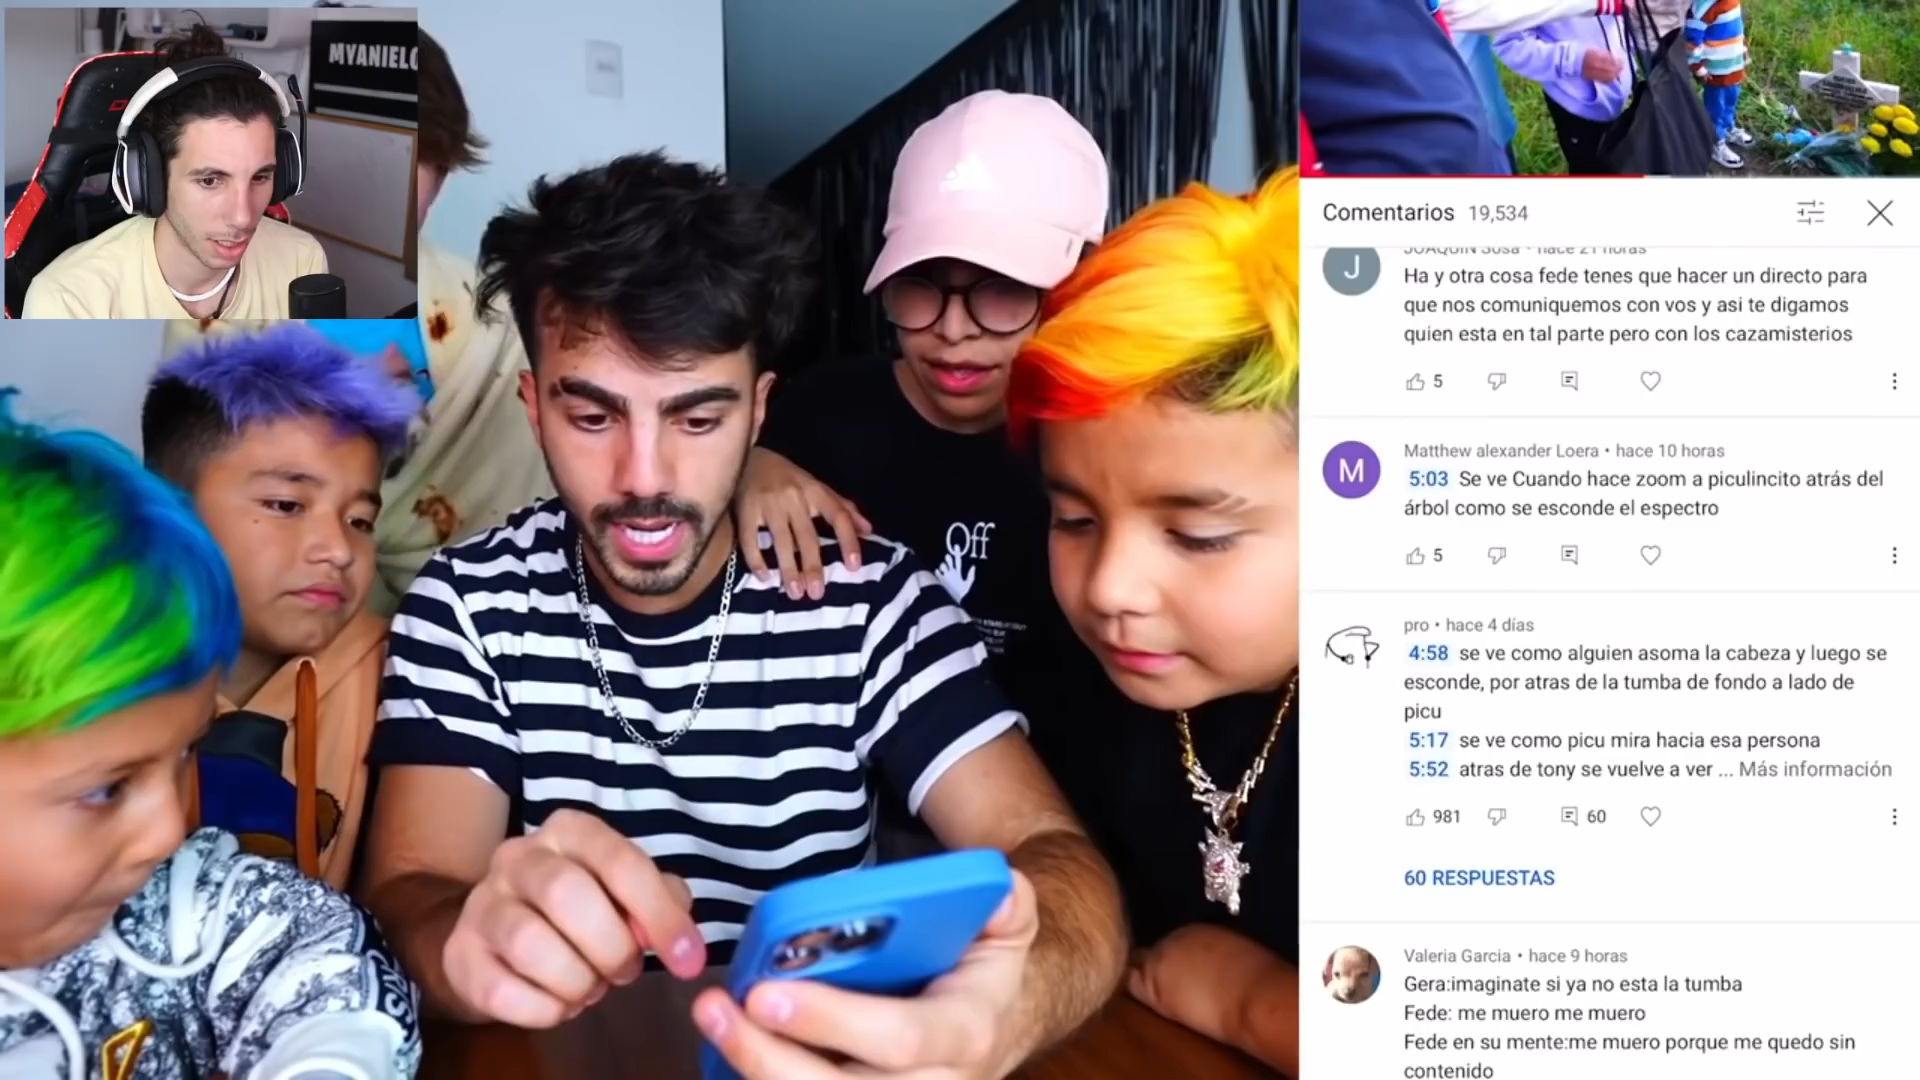 MYANIELO
Off
Comentarios 19,534
JOAQUIN Sosa • hace 21 horas
J
Ha y otra cosa fede tenes que hacer un directo para
que nos comuniquemos con vos y asi te digamos
quien esta en tal parte pero con los cazamisterios
5
Matthew alexander Loera • hace 10 horas
M
5:03 Se ve Cuando hace zoom a piculincito atrás del
árbol como se esconde el espectro
5
pro • hace 4 días
4:58 se ve como alguien asoma la cabeza y luego se
esconde, por atras de la tumba de fondo a lado de
picu
5:17 se ve como picu mira hacia esa persona
5:52 atras de tony se vuelve a ver ... Más información
981 60
60 RESPUESTAS
Valeria Garcia • hace 9 horas
Gera:imaginate si ya no esta la tumba
Fede: me muero me muero
Fede en su mente:me muero porque me quedo sin
contenido